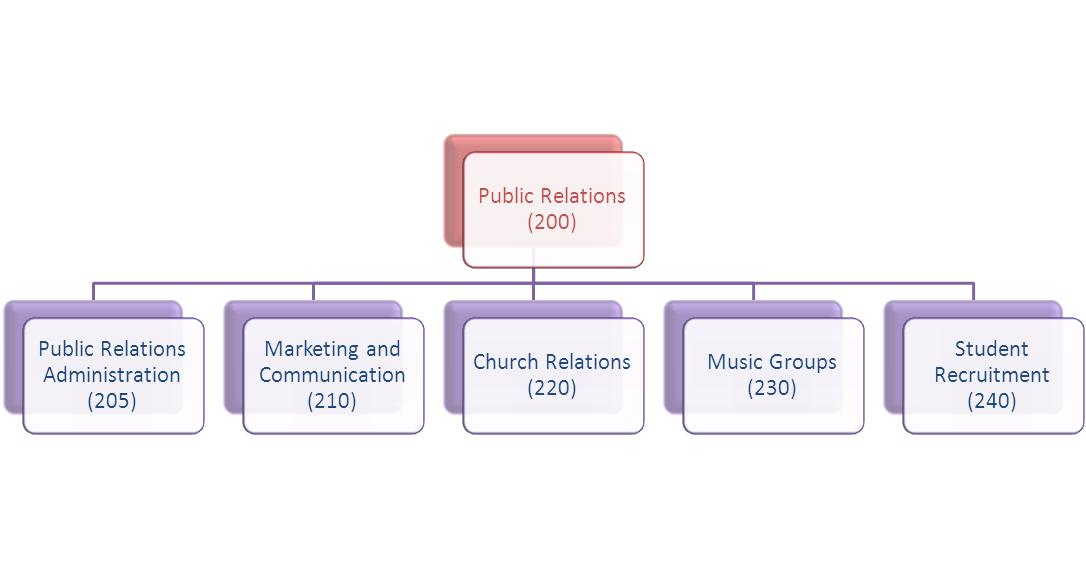 Public Relations
(200)
Public Relations
Administration
(205)
Marketing and
Communication
(210)
Church Relations
(220)
Music Groups
(230)
Student
Recruitment
(240)